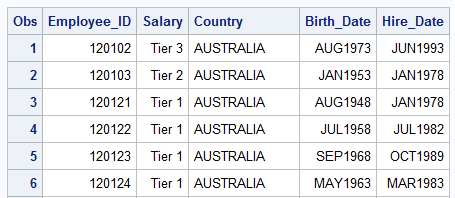 Obs Employee_ID Salary Country Birth_Date Hire_Date
1 120102 Tier 3 AUSTRALIA AUG1973 JUN1993
2 120103 Tier 2 AUSTRALIA JAN1953 JAN1978
3 120121 Tier 1 AUSTRALIA AUG1948 JAN1978
4 120122 Tier 1 AUSTRALIA JUL1958 JUL1982
5 120123 Tier 1 AUSTRALIA SEP1968 OCT1989
6 120124 Tier 1 AUSTRALIA MAY1963 MAR1983